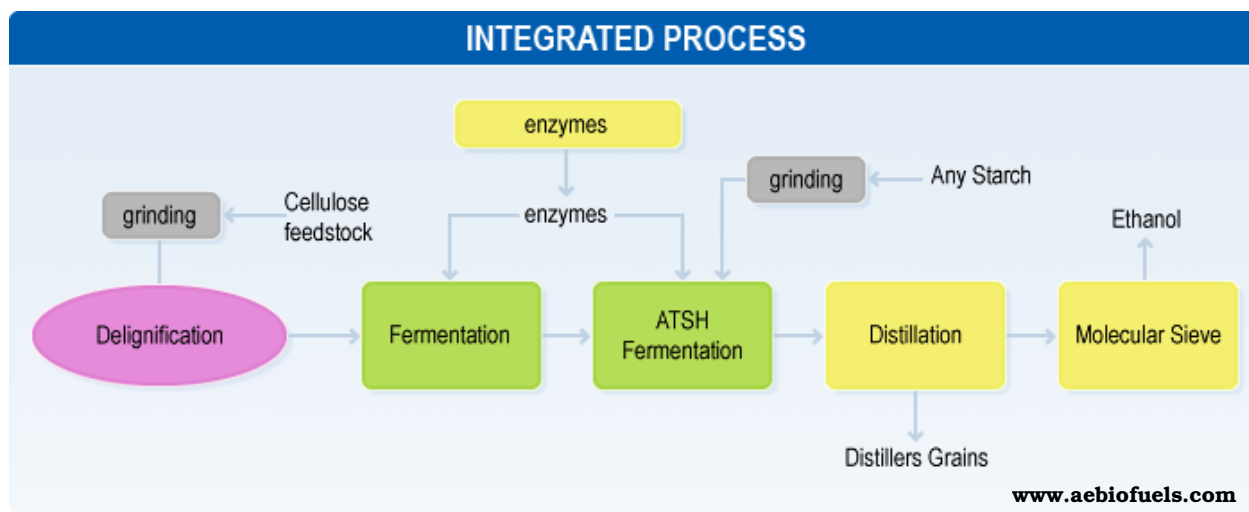 INTEGRATED PROCESS
enzymes
grinding
Any Starch
grinding
Cellulose
feedstock
enzymes
Ethanol
Delignification
Fermentation
ATSH
Fermentation
Distillation
Molecular Sieve
Distillers Grains
www.aebiofuels.com